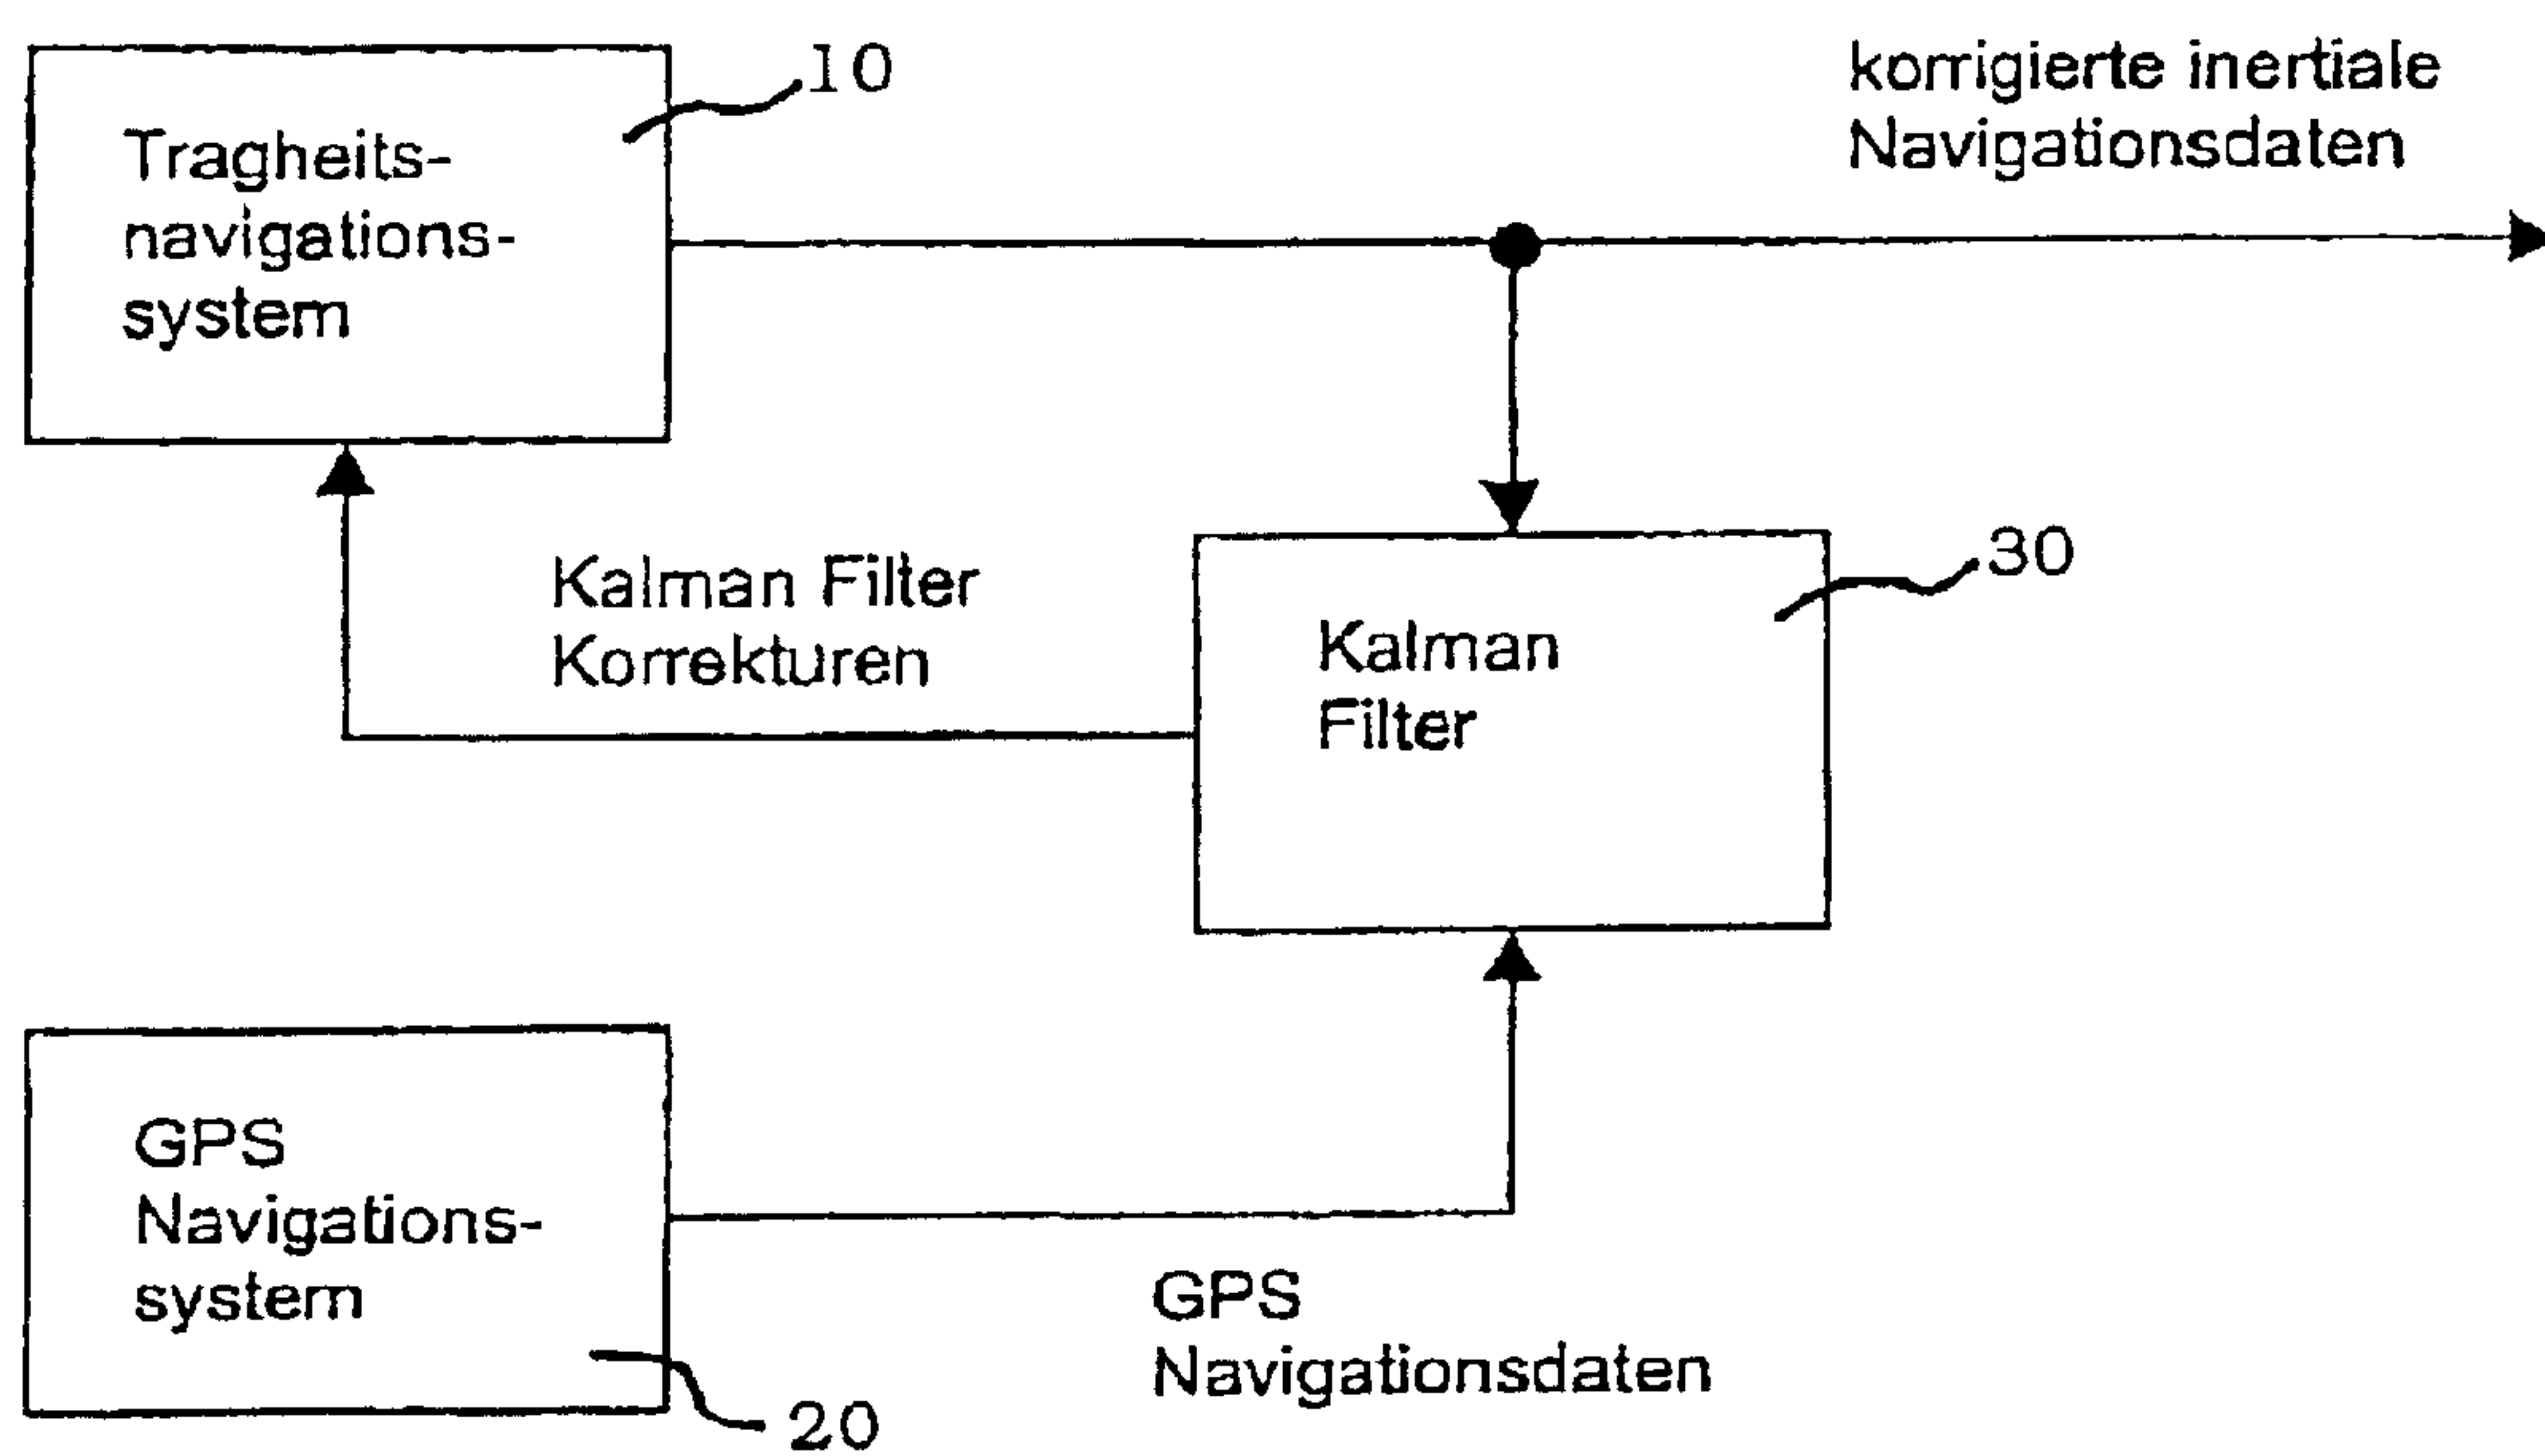 10
Tragheits-
navigations-
system
korrigierte inertiale
Navigationsdaten
Kalman Filter
Korrekturen
30
Kalman
Filter
GPS
Navigations-
system
20
GPS
Navigationsdaten